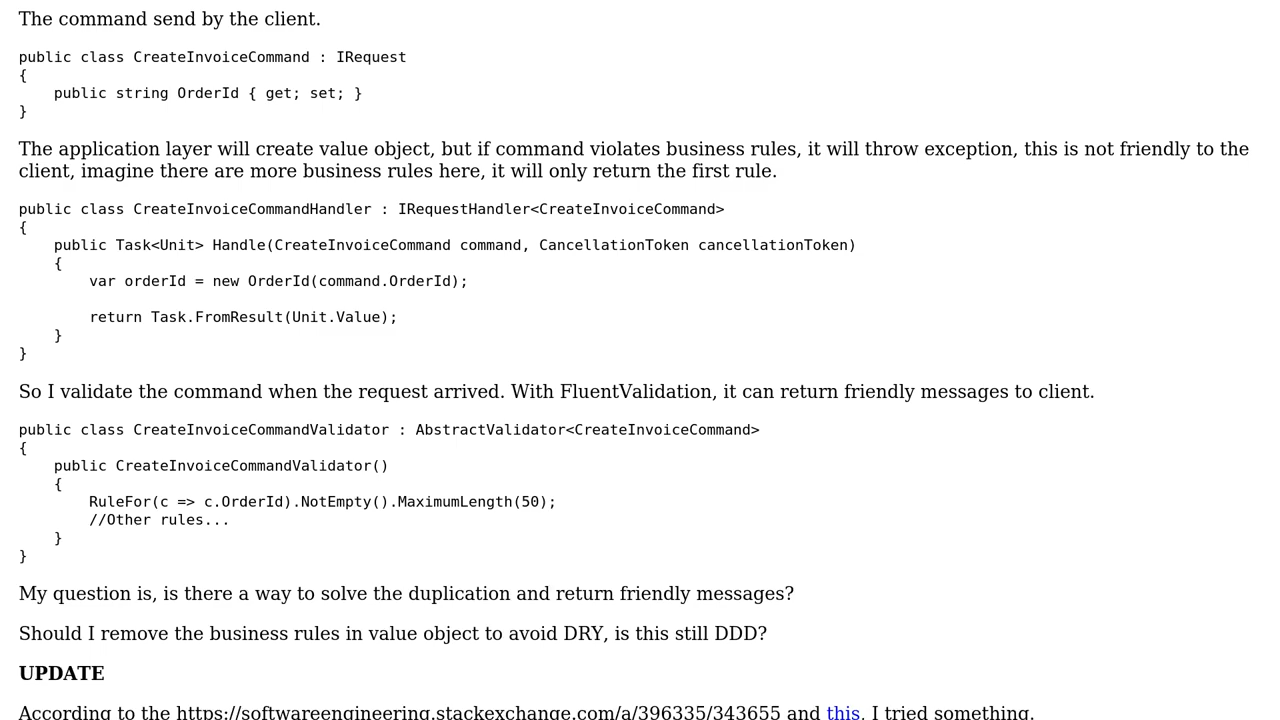 The command send by the client.
public class CreateInvoiceCommand : IRequest
{
    public string OrderId { get; set; }
}
The application layer will create value object, but if command violates business rules, it will throw exception, this is not friendly to the
client, imagine there are more business rules here, it will only return the first rule.
public class CreateInvoiceCommandHandler : IRequestHandler<CreateInvoiceCommand>
{
    public Task<Unit> Handle(CreateInvoiceCommand command, CancellationToken cancellationToken)
    {
        var orderId = new OrderId(command.OrderId);
        return Task.FromResult(Unit.Value);
    }
}
So I validate the command when the request arrived. With FluentValidation, it can return friendly messages to client.
public class CreateInvoiceCommandValidator : AbstractValidator<CreateInvoiceCommand>
{
    public CreateInvoiceCommandValidator()
    {
        RuleFor(c => c.OrderId).NotEmpty().MaximumLength(50);
        //Other rules...
    }
}
My question is, is there a way to solve the duplication and return friendly messages?
Should I remove the business rules in value object to avoid DRY, is this still DDD?
UPDATE
According to the https://softwareengineering.stackexchange.com/a/396335/343655 and this, I tried something.